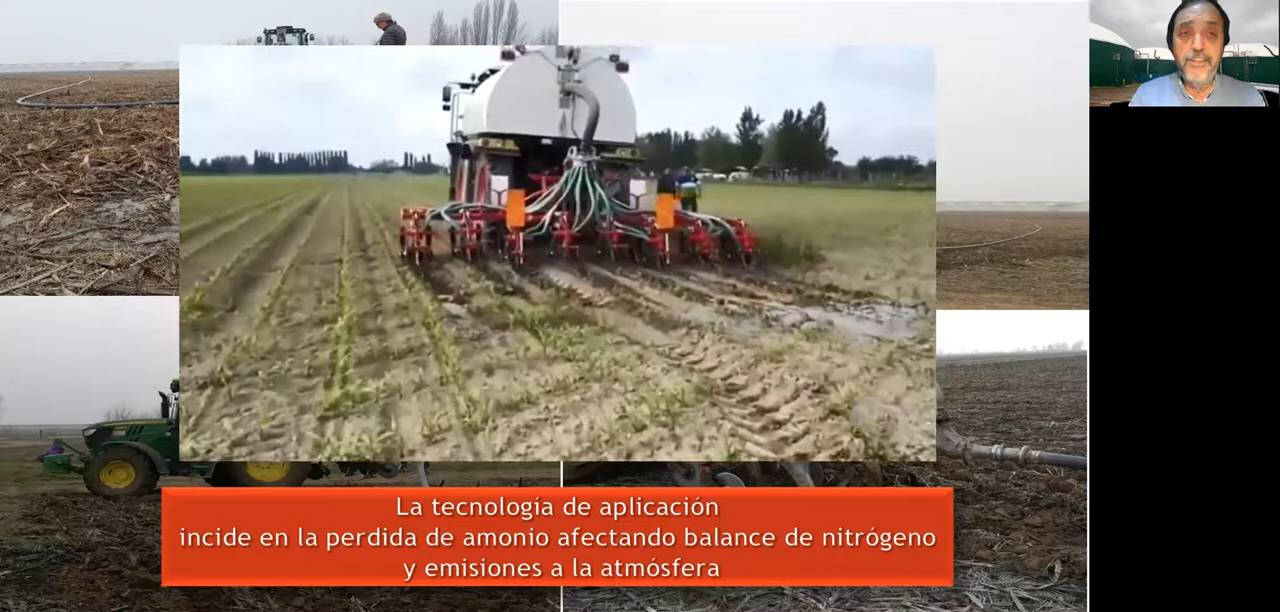 La tecnología de aplicación
incide en la perdida de amonio afectando balance de nitrógeno
y emisiones a la atmósfera